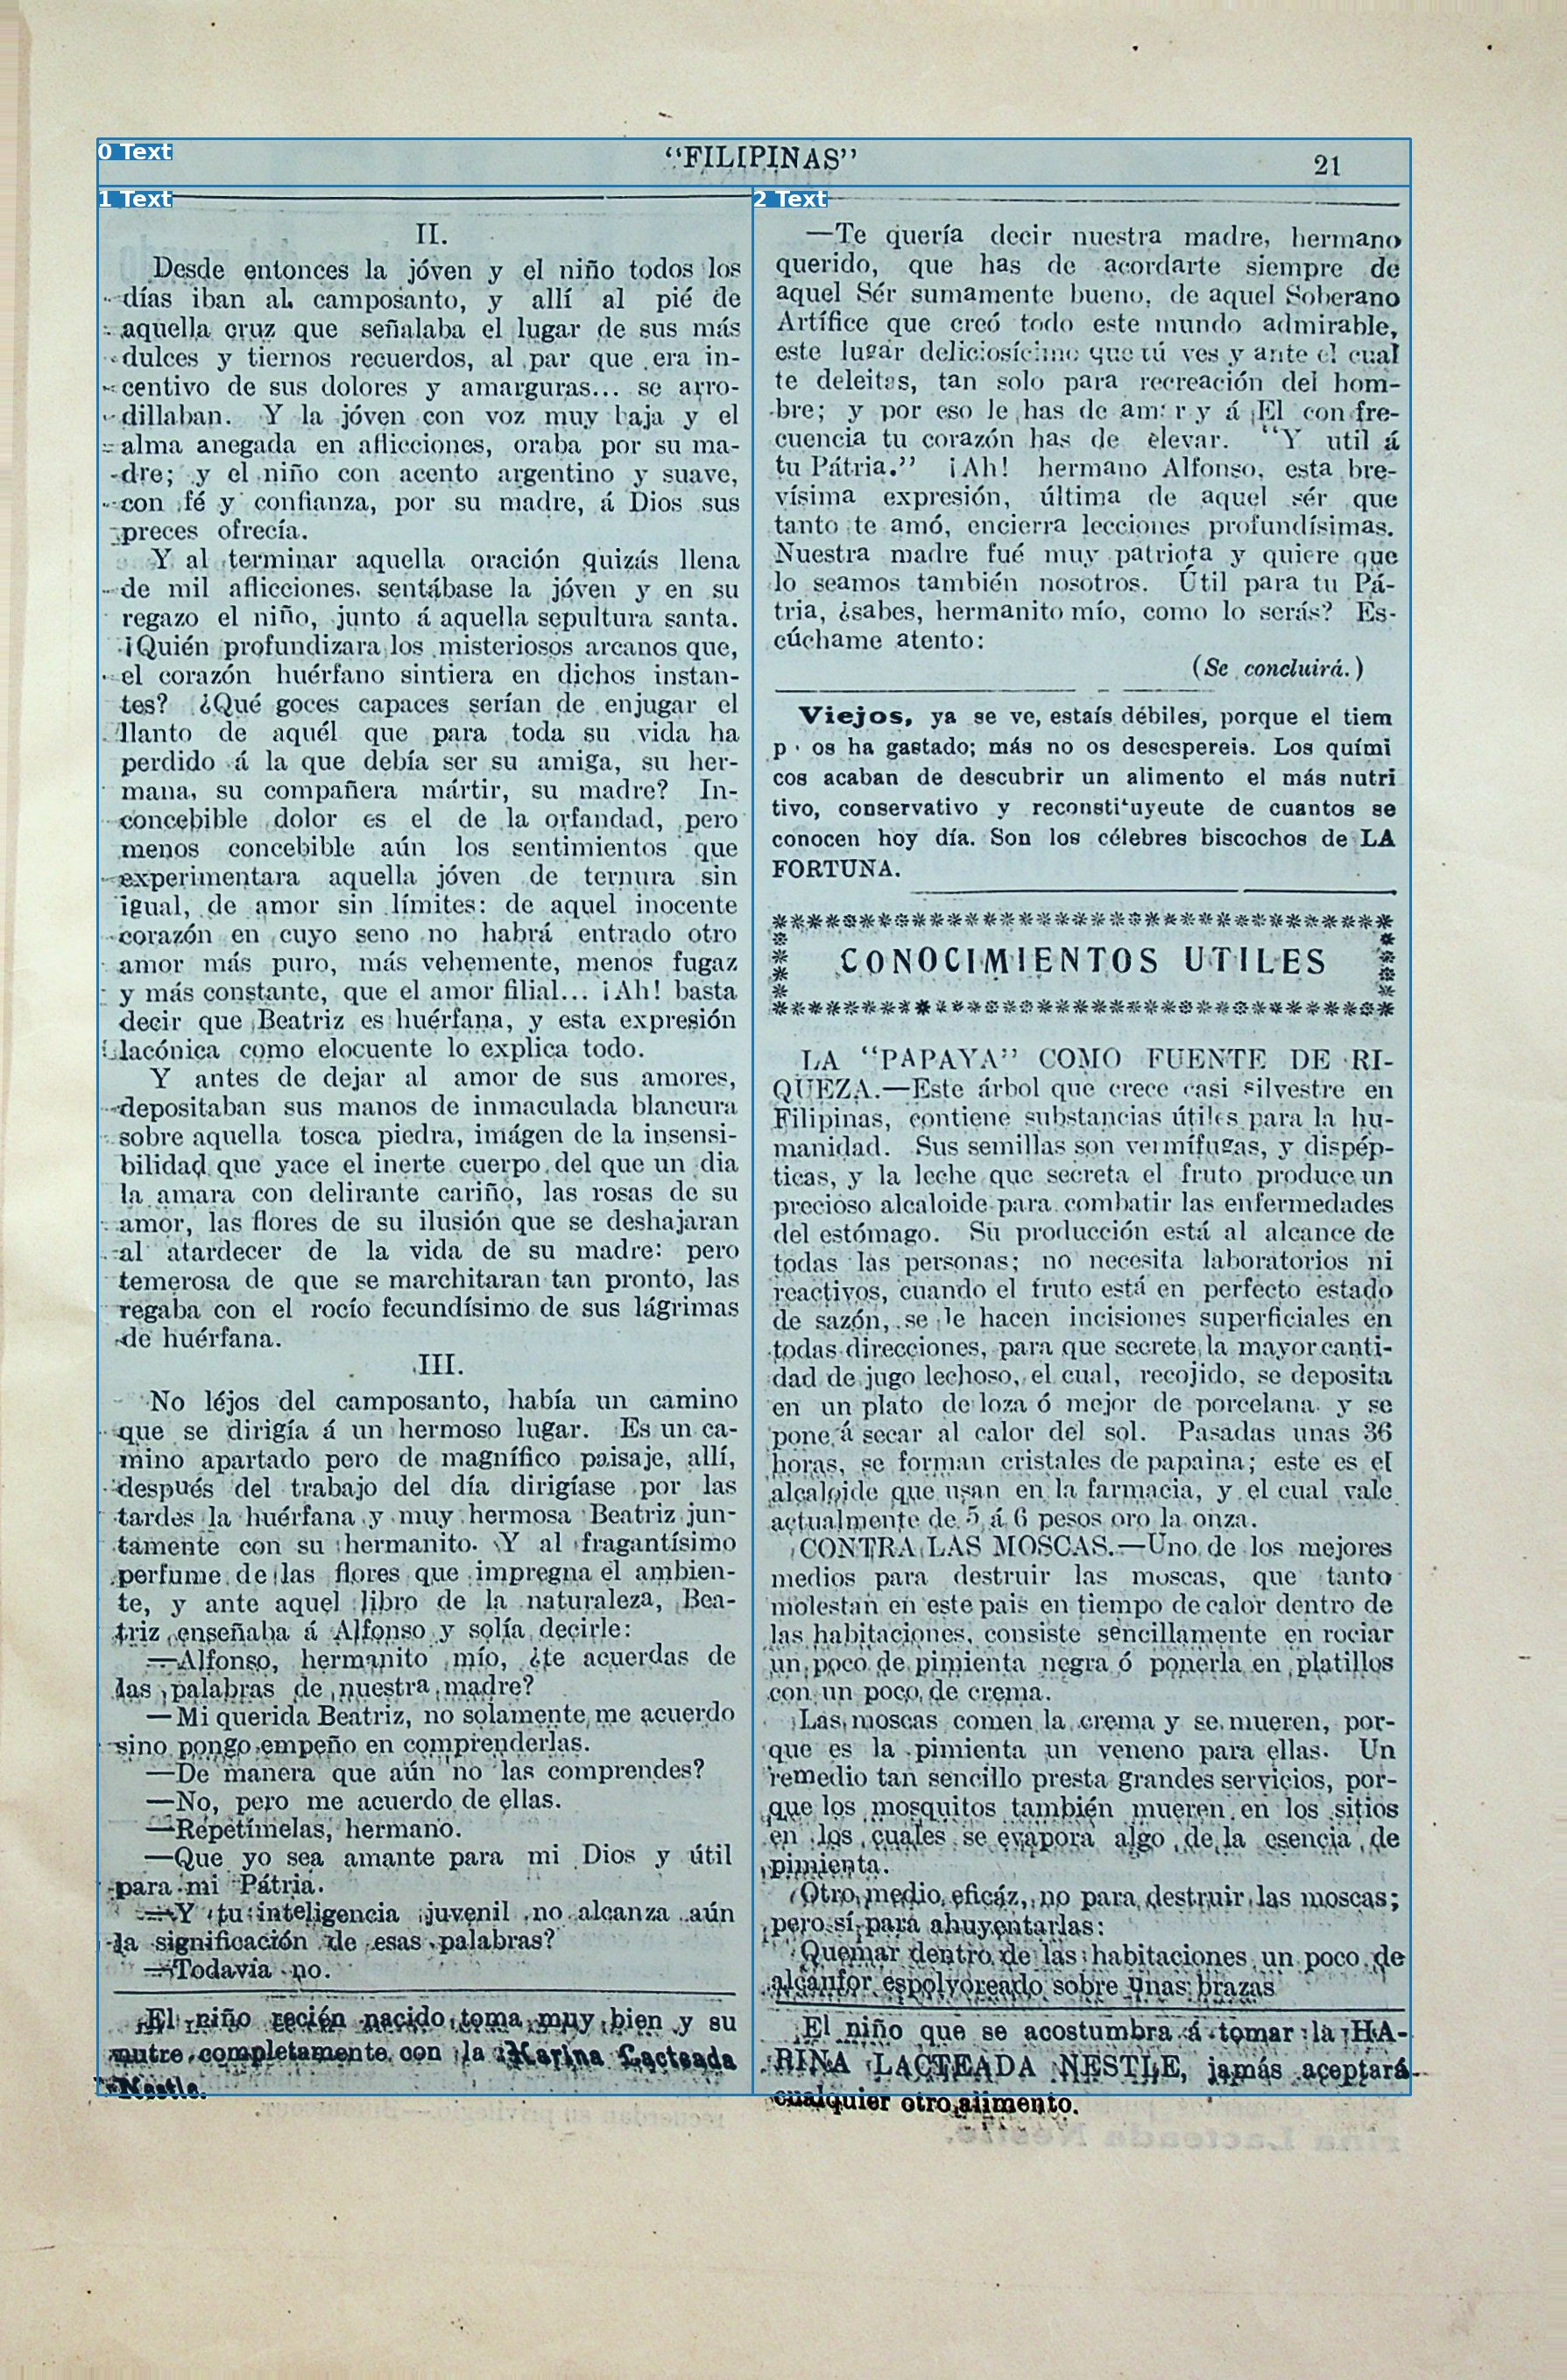 "FILIPINAS"
21
II.
Desde entonces la jóven y el niño todos los
días iban al camposanto, y allí al pié de
aquella cruz que señalaba el lugar de sus más
dulces y tiernos recuerdos, al par que era in-
centivo de sus dolores y amarguras... se arro-
dillaban. Y la jóven con voz muy baja y el
alma anegada en aflicciones, oraba por su ma-
dre; y el niño con acento argentino y suave,
con fé y confianza, por su madre, á Dios sus
preces ofrecía.
Y al terminar aquella oración quizás llena
de mil aflicciones, sentábase la jóven y en su
regazo el niño, junto á aquella sepultura santa.
¡Quién profundizara los misteriosos arcanos que,
el corazón huérfano sintiera en dichos instan-
tes? ¿Qué goces capaces serían de enjugar el
llanto de aquél que para toda su vida ha
perdido á la que debía ser su amiga, su her-
mana, su compañera mártir, su madre? In-
concebible dolor es el de la orfandad, pero
menos concebible aún los sentimientos que
experimentara aquella jóven de ternura sin
igual, de amor sin límites: de aquel inocente
corazón en cuyo seno no habrá entrado otro
amor más puro, más vehemente, menos fugaz
y más constante, que el amor filial... ¡Ah! basta
decir que Beatriz es huérfana, y esta expresión
lacónica como elocuente lo explica todo.
Y antes de dejar al amor de sus amores,
depositaban sus manos de inmaculada blancura
sobre aquella tosca piedra, imágen de la insensi-
bilidad que yace el inerte cuerpo del que un dia
la amara con delirante cariño, las rosas de su
amor, las flores de su ilusión que se deshajaran
al atardecer de la vida de su madre: pero
temerosa de que se marchitaran tan pronto, las
regaba con el rocío fecundísimo de sus lágrimas
de huérfana.
III.
No léjos del camposanto, había un camino
que se dirigía á un hermoso lugar. Es un ca-
mino apartado pero de magnífico paisaje, allí,
después del trabajo del día dirigíase por las
tardes la huérfana y muy hermosa Beatriz jun-
tamente con su hermanito. Y al fragantísimo
perfume de las flores que impregna el ambien-
te, y ante aquel libro de la naturaleza, Bea-
triz enseñaba á Alfonso y solía decirle:
—Alfonso, hermanito mío, ¿te acuerdas de
las palabras de nuestra madre?
—Mi querida Beatriz, no solamente me acuerdo
sino pongo empeño en comprenderlas.
—De manera que aún no las comprendes?
—No, pero me acuerdo de ellas.
—Repetímelas, hermano.
—Que yo sea amante para mi Dios y útil
para mi Pátria.
—Y tu inteligencia juvenil no alcanza aún
la significación de esas palabras?
—Todavía no.
El niño recién nacido toma muy bien y su
nutre completamente con la Harina Lacteada
Nestle.
—Te quería decir nuestra madre, hermano
querido, que has de acordarte siempre de
aquel Sér sumamente bueno, de aquel Soberano
Artífice que creó todo este mundo admirable,
este lugar deliciosícimo que tú ves y ante el cual
te deleitas, tan solo para recreación del hom-
bre; y por eso le has de amar y á El con fre-
cuencia tu corazón has de elevar. "Y util á
tu Pátria." ¡Ah! hermano Alfonso, esta bre-
vísima expresión, última de aquel sér que
tanto te amó, encierra lecciones profundísimas.
Nuestra madre fué muy patriota y quiere que
lo seamos también nosotros. Útil para tu Pá-
tria, ¿sabes, hermanito mío, como lo serás? Es-
cúchame atento:
(Se concluirá.)
Viejos, ya se ve, estaís débiles, porque el tiem
p os ha gastado; más no os desespereis. Los quími
cos acaban de descubrir un alimento el más nutri
tivo, conservativo y reconstituyeute de cuantos se
conocen hoy día. Son los célebres biscochos de LA
FORTUNA.
CONOCIMIENTOS UTILES
LA "PAPAYA" COMO FUENTE DE RI-
QUEZA.—Este árbol que crece casi silvestre en
Filipinas, contiene substancias útiles para la hu-
manidad. Sus semillas son vermífugas, y dispép-
ticas, y la leche que secreta el fruto produce un
precioso alcaloide para combatir las enfermedades
del estómago. Su producción está al alcance de
todas las personas; no necesita laboratorios ni
reactivos, cuando el fruto está en perfecto estado
de sazón, se le hacen incisiones superficiales en
todas direcciones, para que secrete la mayor canti-
dad de jugo lechoso, el cual, recojido, se deposita
en un plato de loza ó mejor de porcelana y se
pone á secar al calor del sol. Pasadas unas 36
horas, se forman cristales de papaina; este es el
alcaloide que usan en la farmacia, y el cual vale
actualmente de 5 á 6 pesos oro la onza.
CONTRA LAS MOSCAS.—Uno de los mejores
medios para destruir las moscas, que tanto
molestan en este pais en tiempo de calor dentro de
las habitaciones, consiste sencillamente en rociar
un poco de pimienta negra ó ponerla en platillos
con un poco de crema.
Las moscas comen la crema y se mueren, por-
que es la pimienta un veneno para ellas. Un
remedio tan sencillo presta grandes servicios, por-
que los mosquitos también mueren en los sitios
en los cuales se evapora algo de la esencia de
pimienta.
Otro medio eficáz, no para destruir las moscas;
pero sí para ahuyentarlas:
Quemar dentro de las habitaciones un poco de
alcanfor espolvoreado sobre unas brazas
El niño que se acostumbra á tomar la HA-
RINA LACTEADA NESTLE, jamás aceptará
cualquier otro alimento.